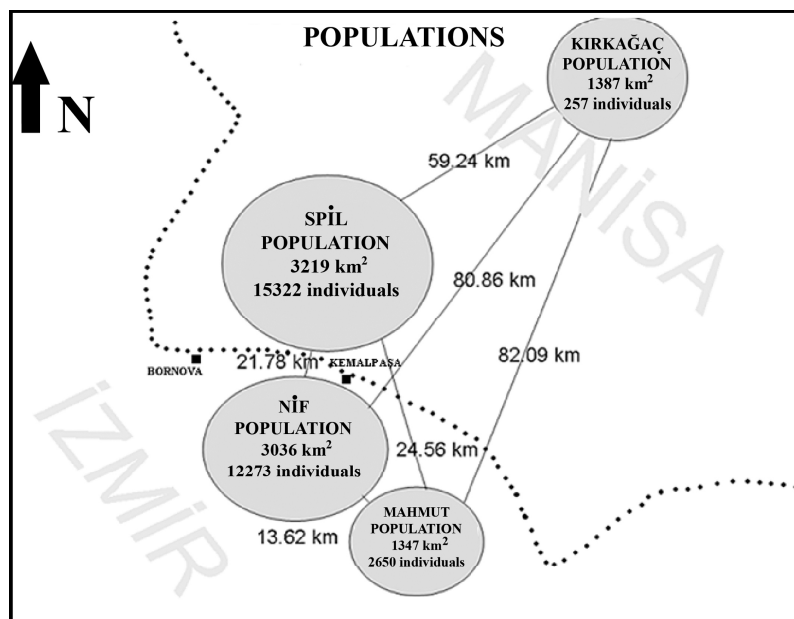 POPULATIONS
N
KIRKAĞAÇ
POPULATION
1387 km²
257 individuals
MANİSA
59.24 km
SPİL
POPULATION
3219 km²
15322 individuals
80.86 km
82.09 km
21.78 km
BORNOVA
KEMALPAŞA
NİF
POPULATION
3036 km²
12273 individuals
24.56 km
İZMİR
13.62 km
MAHMUT
POPULATION
1347 km²
2650 individuals